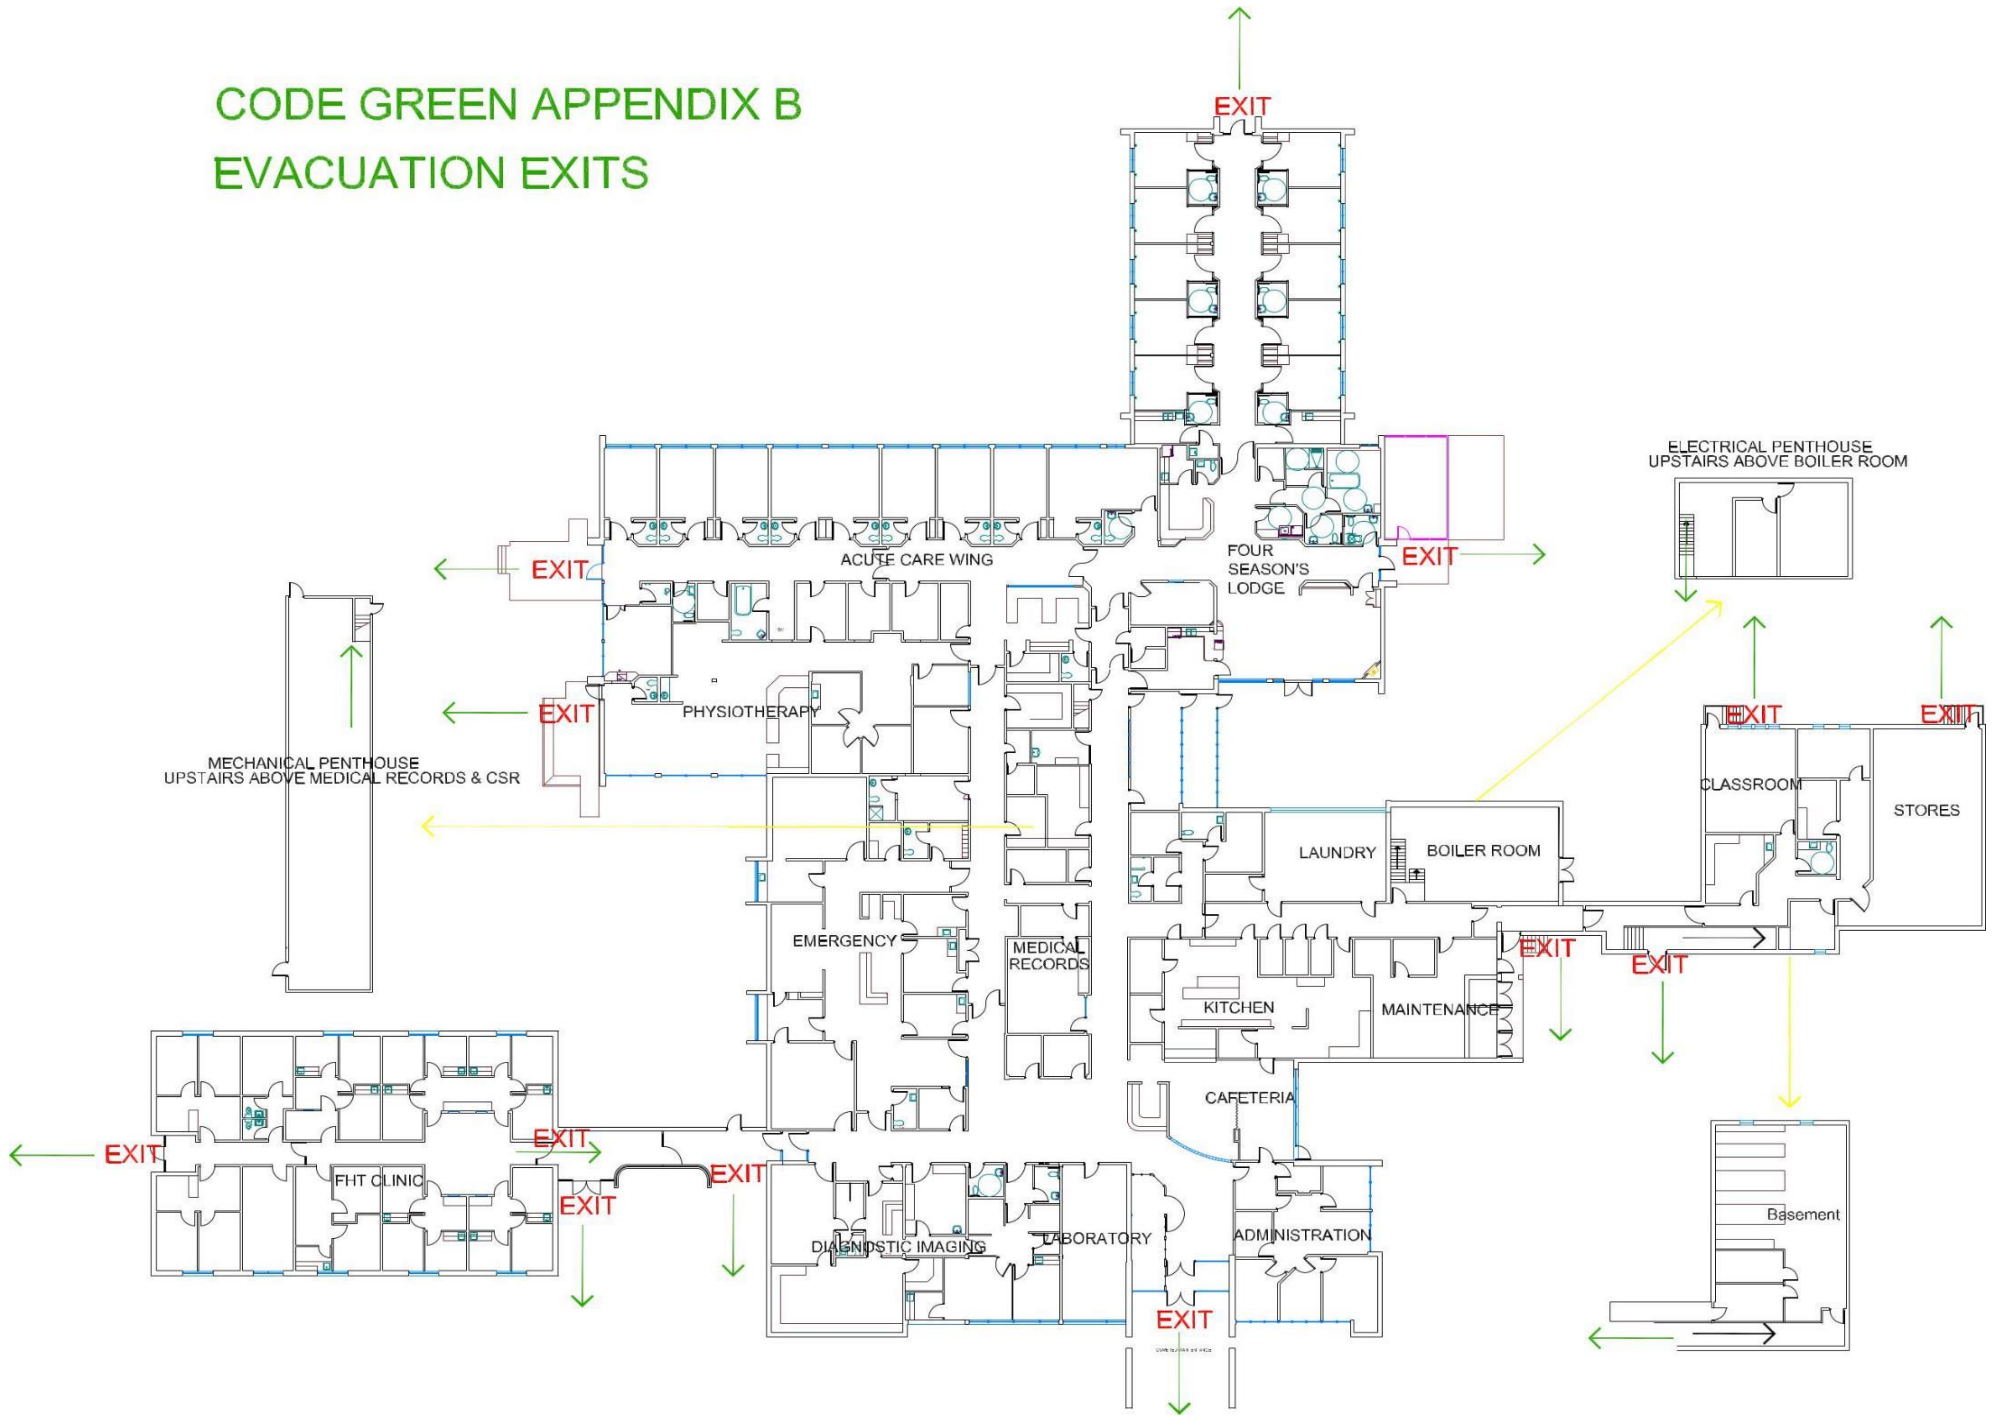 CODE GREEN APPENDIX B
EVACUATION EXITS
EXIT
ELECTRICAL PENTHOUSE
UPSTAIRS ABOVE BOILER ROOM
EXIT
ACUTE CARE WING
FOUR
SEASON'S
LODGE
EXIT
EXIT
PHYSIOTHERAPY
EXIT
EXIT
MECHANICAL PENTHOUSE
UPSTAIRS ABOVE MEDICAL RECORDS & CSR
CLASSROOM
STORES
LAUNDRY
BOILER ROOM
EMERGENCY
MEDICAL
RECORDS
EXIT
EXIT
KITCHEN
MAINTENANCE
CAFETERIA
EXIT
EXIT
EXIT
FHT CLINIC
EXIT
DIAGNOSTIC IMAGING
LABORATORY
ADMINISTRATION
Basement
EXIT